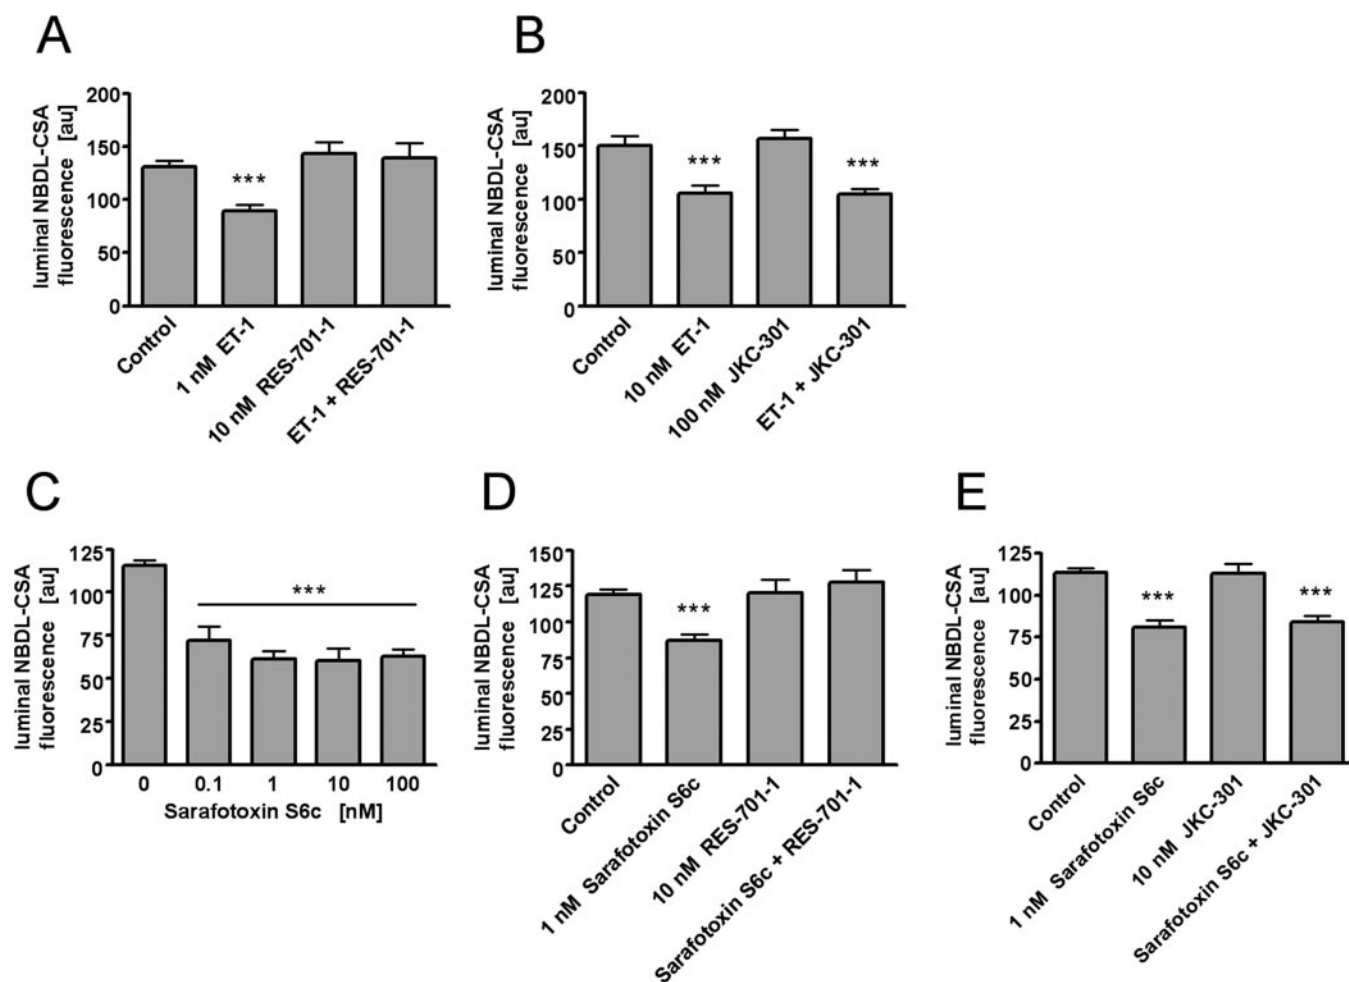 A
luminal NBDL-CSA
fluorescence [au]
200
150
100
50
0
***
Control
1 nM ET-1
10 nM RES-701-1
ET-1 + RES-701-1
B
luminal NBDL-CSA
fluorescence [au]
200
150
100
50
0
***
***
Control
10 nM ET-1
100 nM JKC-301
ET-1 + JKC-301
C
luminal NBDL-CSA
fluorescence [au]
125
100
75
50
25
0
***
0 0.1 1 10 100
Sarafotoxin S6c [nM]
D
luminal NBDL-CSA
fluorescence [au]
150
125
100
75
50
25
0
***
Control
1 nM Sarafotoxin S6c
10 nM RES-701-1
Sarafotoxin S6c + RES-701-1
E
luminal NBDL-CSA
fluorescence [au]
125
100
75
50
25
0
***
***
Control
1 nM Sarafotoxin S6c
10 nM JKC-301
Sarafotoxin S6c + JKC-301